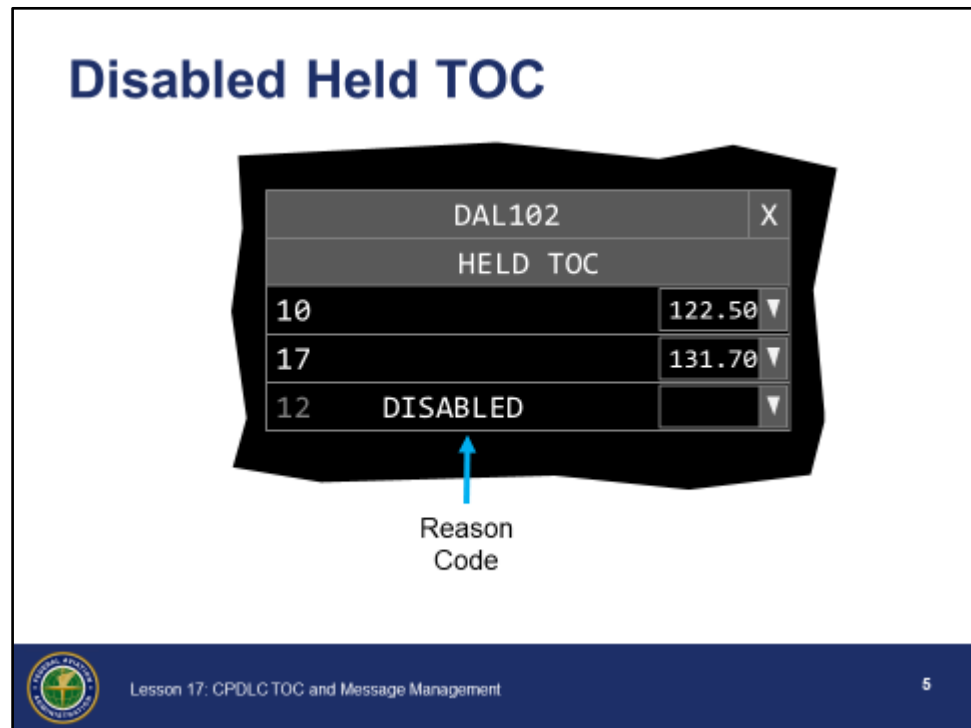 Disabled Held TOC
DAL102 X
HELD TOC
10 122.50
17 131.70
12 DISABLED
Reason
Code
Lesson 17: CPDLC TOC and Message Management 5